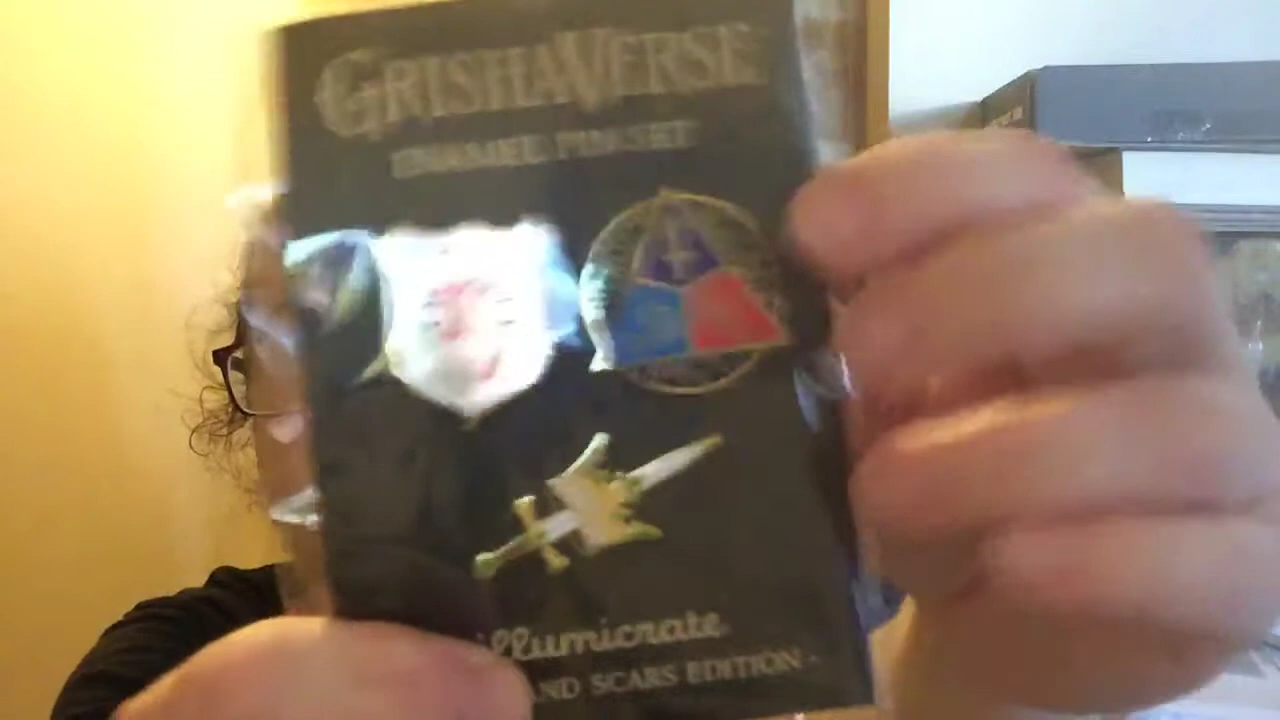 GRISHAVERSE
ENAMEL PIN SET
illumicrate
AND SCARS EDITION -